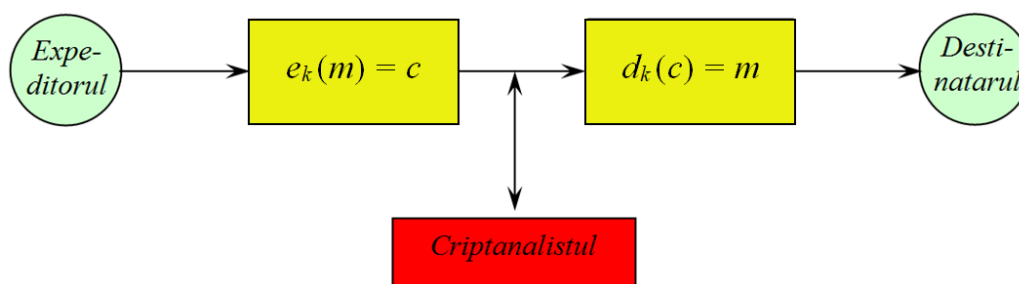 Expe-
ditorul
e_k(m) = c
d_k(c) = m
Desti-
natarul
Criptanalistul